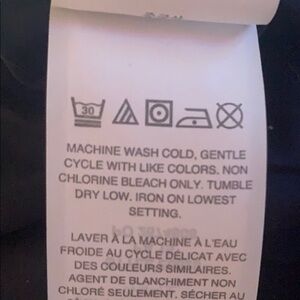 30
MACHINE WASH COLD, GENTLE
CYCLE WITH LIKE COLORS. NON
CHLORINE BLEACH ONLY. TUMBLE
DRY LOW. IRON ON LOWEST
SETTING.
LAVER À LA MACHINE À L'EAU
FROIDE AU CYCLE DÉLICAT AVEC
DES COULEURS SIMILAIRES.
AGENT DE BLANCHIMENT NON
CHLORÉ SEULEMENT. SÉCHER AU